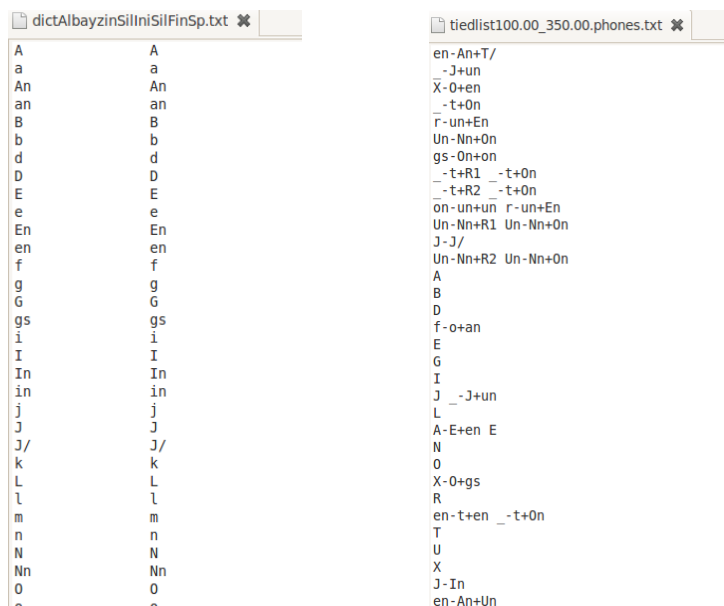 dictAlbayzinSilIniSilFinSp.txt
A A
a a
An An
an an
B B
b b
d d
D D
E E
e e
En En
en en
f f
g g
G G
gs gs
i i
I I
In In
in in
j j
J J
J/ J/
k k
L L
l l
m m
n n
N N
Nn Nn
O O
tiedlist100.00_350.00.phones.txt
en-An+T/
_-J+un
X-O+en
_-t+On
r-un+En
Un-Nn+On
gs-On+on
_-t+R1 _-t+On
_-t+R2 _-t+On
on-un+un r-un+En
Un-Nn+R1 Un-Nn+On
J-J/
Un-Nn+R2 Un-Nn+On
A
B
D
f-o+an
E
G
I
J _-J+un
L
A-E+en E
N
O
X-O+gs
R
en-t+en _-t+On
T
U
X
J-In
en-An+Un